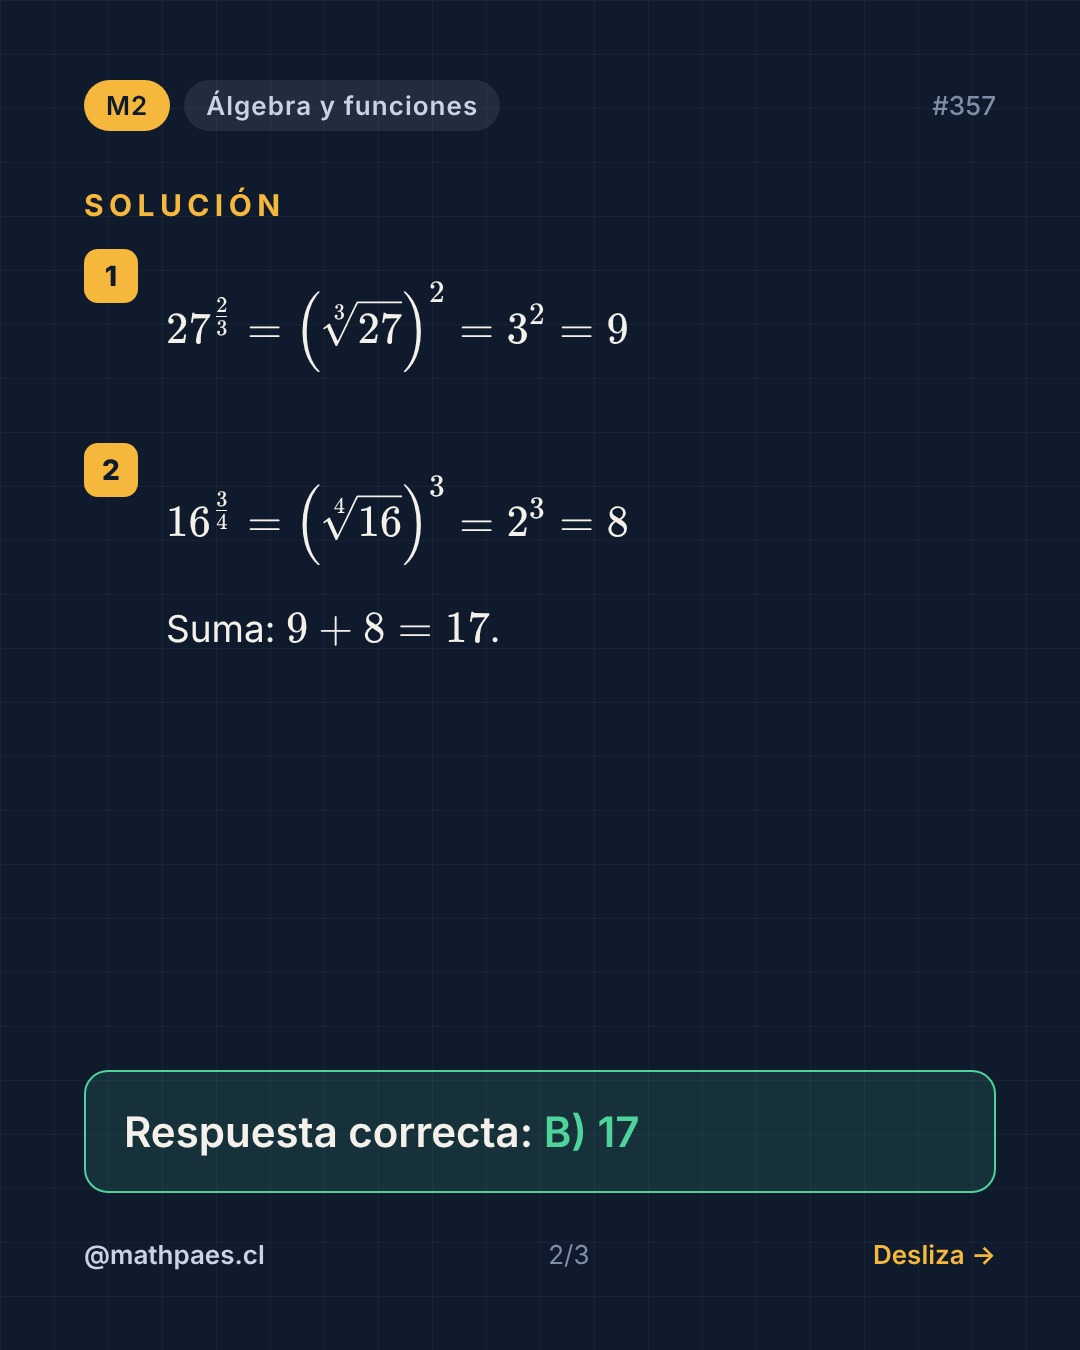 M2 Álgebra y funciones #357
SOLUCIÓN
1
27^{2/3} = (∛27)^2 = 3^2 = 9
2
16^{3/4} = (∜16)^3 = 2^3 = 8
Suma: 9 + 8 = 17.
Respuesta correcta: B) 17
@mathpaes.cl 2/3 Desliza →